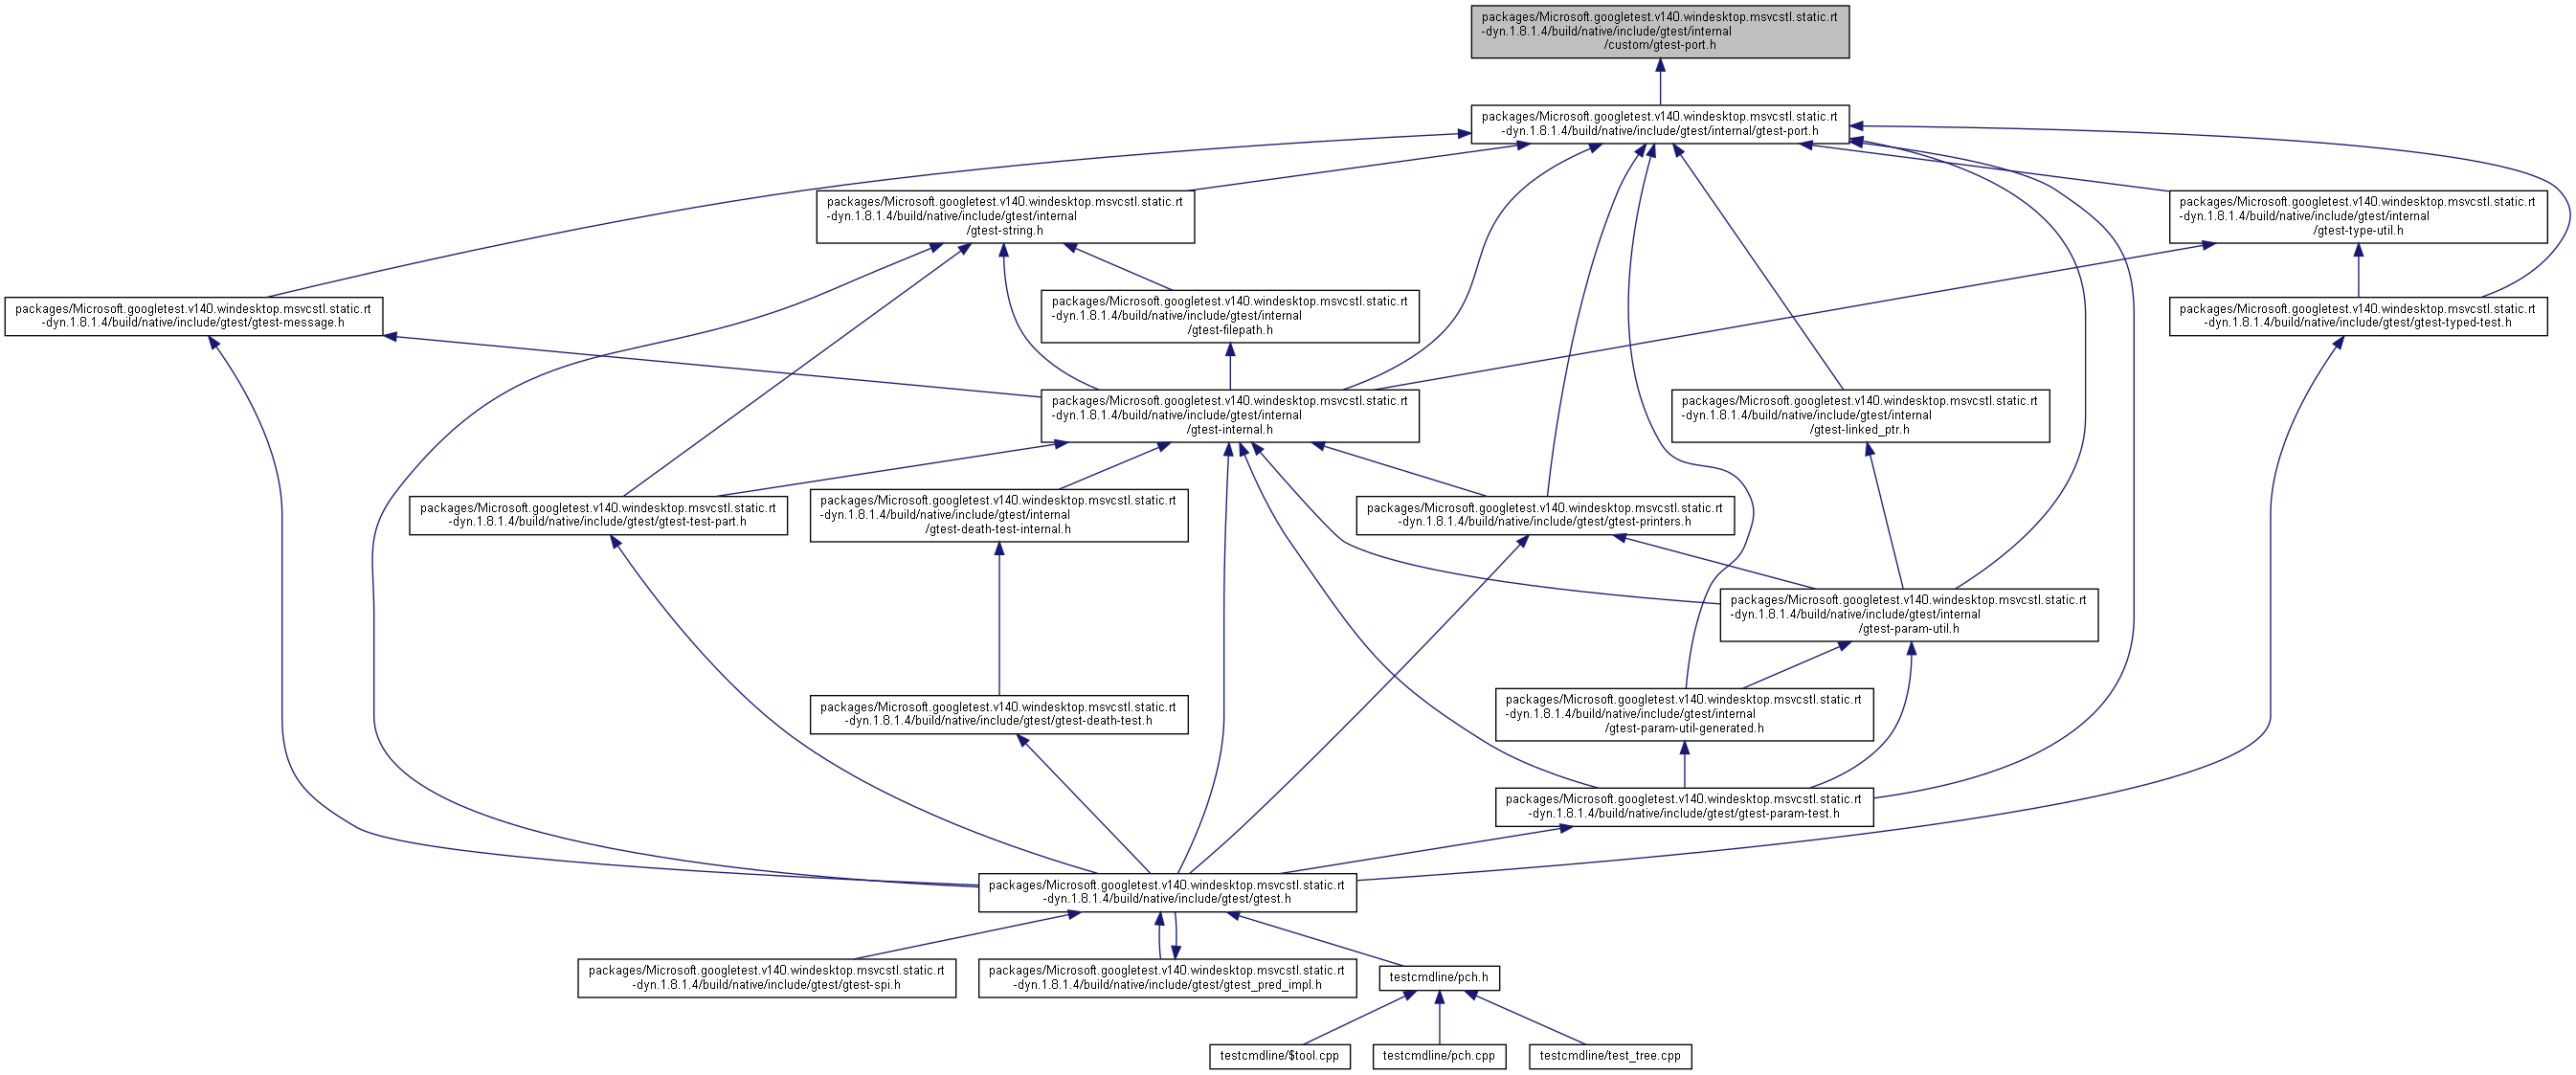 packages/Microsoft.googletest.v140.windesktop.msvcstl.static.rt
-dyn.1.8.1.4/build/native/include/gtest/internal
/custom/gtest-port.h
packages/Microsoft.googletest.v140.windesktop.msvcstl.static.rt
-dyn.1.8.1.4/build/native/include/gtest/internal/gtest-port.h
packages/Microsoft.googletest.v140.windesktop.msvcstl.static.rt
-dyn.1.8.1.4/build/native/include/gtest/internal
/gtest-string.h
packages/Microsoft.googletest.v140.windesktop.msvcstl.static.rt
-dyn.1.8.1.4/build/native/include/gtest/internal
/gtest-type-util.h
packages/Microsoft.googletest.v140.windesktop.msvcstl.static.rt
-dyn.1.8.1.4/build/native/include/gtest/gtest-message.h
packages/Microsoft.googletest.v140.windesktop.msvcstl.static.rt
-dyn.1.8.1.4/build/native/include/gtest/internal
/gtest-filepath.h
packages/Microsoft.googletest.v140.windesktop.msvcstl.static.rt
-dyn.1.8.1.4/build/native/include/gtest/gtest-typed-test.h
packages/Microsoft.googletest.v140.windesktop.msvcstl.static.rt
-dyn.1.8.1.4/build/native/include/gtest/internal
/gtest-internal.h
packages/Microsoft.googletest.v140.windesktop.msvcstl.static.rt
-dyn.1.8.1.4/build/native/include/gtest/internal
/gtest-linked_ptr.h
packages/Microsoft.googletest.v140.windesktop.msvcstl.static.rt
-dyn.1.8.1.4/build/native/include/gtest/gtest-test-part.h
packages/Microsoft.googletest.v140.windesktop.msvcstl.static.rt
-dyn.1.8.1.4/build/native/include/gtest/internal
/gtest-death-test-internal.h
packages/Microsoft.googletest.v140.windesktop.msvcstl.static.rt
-dyn.1.8.1.4/build/native/include/gtest/gtest-printers.h
packages/Microsoft.googletest.v140.windesktop.msvcstl.static.rt
-dyn.1.8.1.4/build/native/include/gtest/internal
/gtest-param-util.h
packages/Microsoft.googletest.v140.windesktop.msvcstl.static.rt
-dyn.1.8.1.4/build/native/include/gtest/gtest-death-test.h
packages/Microsoft.googletest.v140.windesktop.msvcstl.static.rt
-dyn.1.8.1.4/build/native/include/gtest/internal
/gtest-param-util-generated.h
packages/Microsoft.googletest.v140.windesktop.msvcstl.static.rt
-dyn.1.8.1.4/build/native/include/gtest/gtest-param-test.h
packages/Microsoft.googletest.v140.windesktop.msvcstl.static.rt
-dyn.1.8.1.4/build/native/include/gtest/gtest.h
packages/Microsoft.googletest.v140.windesktop.msvcstl.static.rt
-dyn.1.8.1.4/build/native/include/gtest/gtest-spi.h
packages/Microsoft.googletest.v140.windesktop.msvcstl.static.rt
-dyn.1.8.1.4/build/native/include/gtest/gtest_pred_impl.h
testcmdline/pch.h
testcmdline/$tool.cpp
testcmdline/pch.cpp
testcmdline/test_tree.cpp